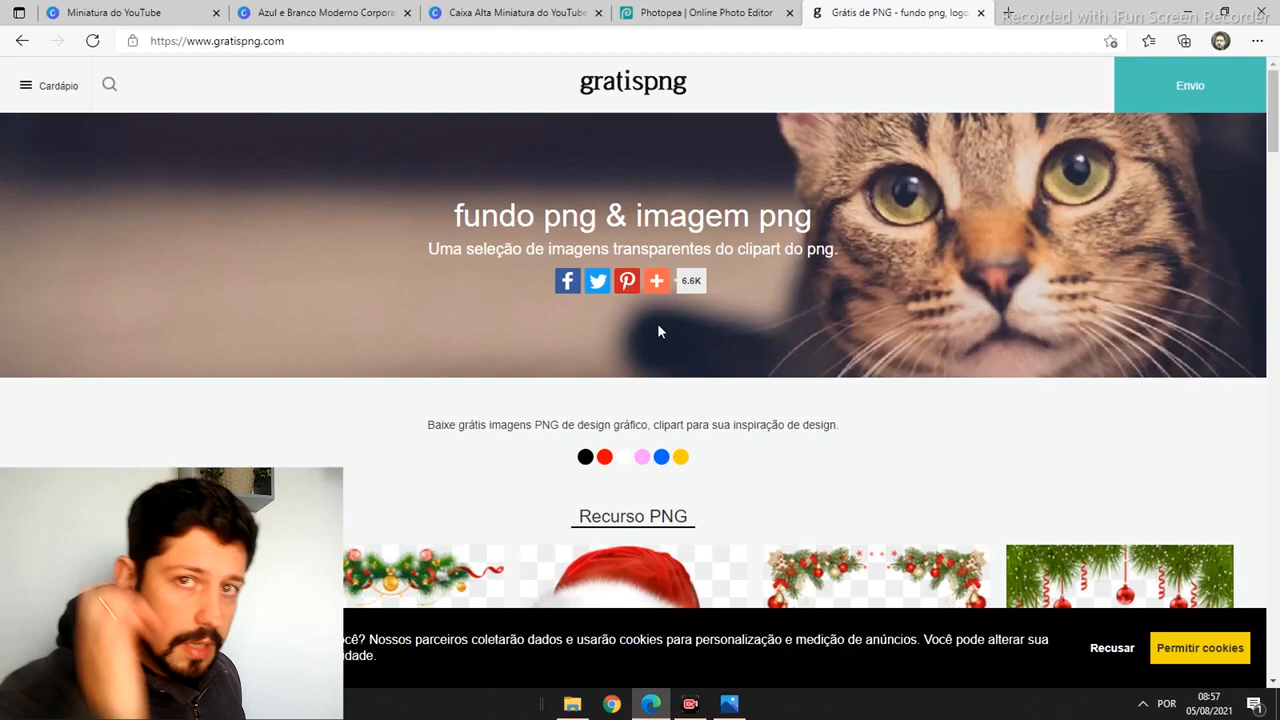 Miniatura do YouTube
Azul e Branco Moderno Corpora
Caixa Alta Miniatura do YouTube
Photopea | Online Photo Editor
Grátis de PNG - fundo png, logo
Recorded with iFun Screen Recorder
https://www.gratispng.com
Cardápio
gratispng
Envio
fundo png & imagem png
Uma seleção de imagens transparentes do clipart do png.
6.6K
Baixe grátis imagens PNG de design gráfico, clipart para sua inspiração de design.
Recurso PNG
ocê? Nossos parceiros coletarão dados e usarão cookies para personalização e medição de anúncios. Você pode alterar sua
idade.
Recusar
Permitir cookies
POR
08:57
05/08/2021
1